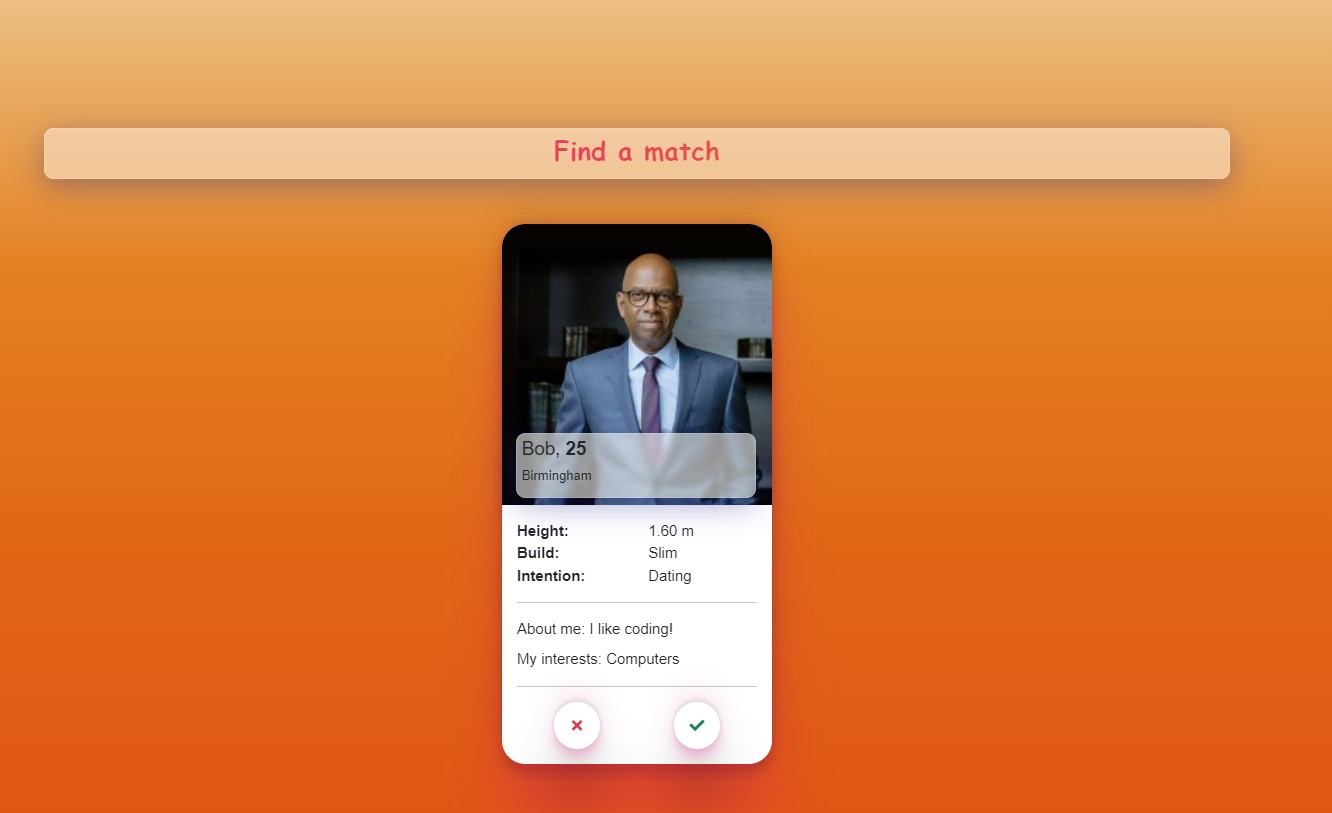 Find a match
Bob, 25
Birmingham
Height: 1.60 m
Build: Slim
Intention: Dating
About me: I like coding!
My interests: Computers